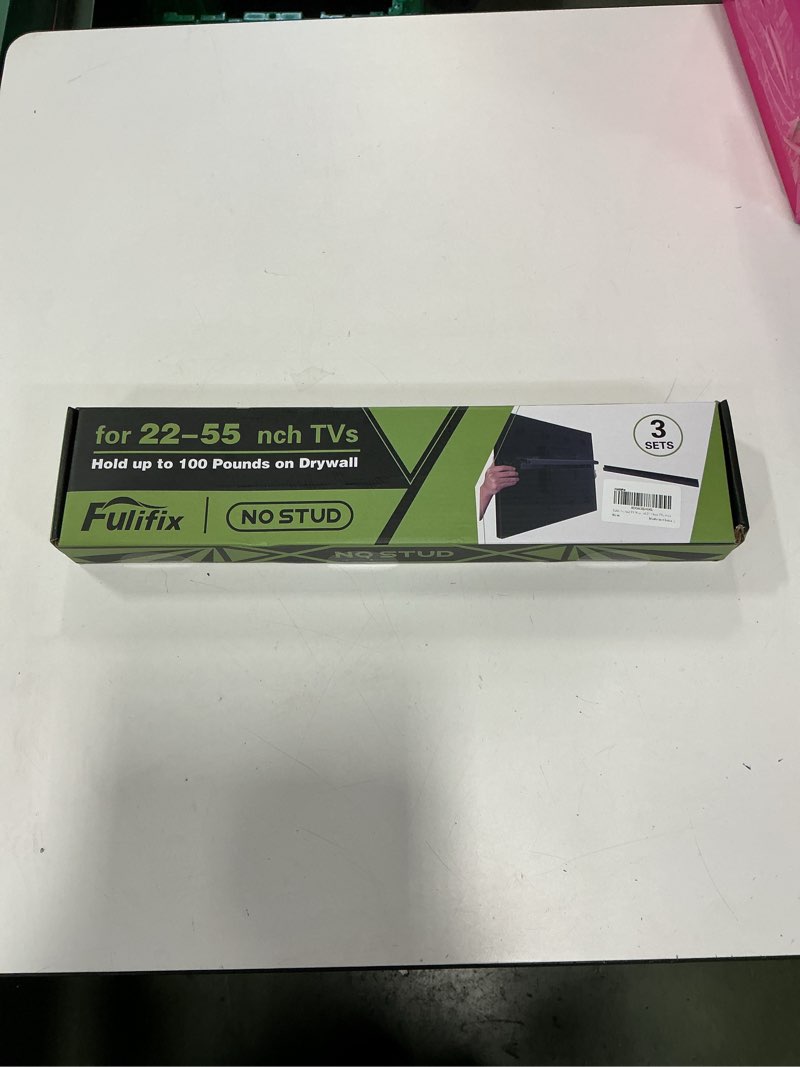 for 22-55 nch TVs
Hold up to 100 Pounds on Drywall
Fulifix
NO STUD
3
SETS
NO STUD